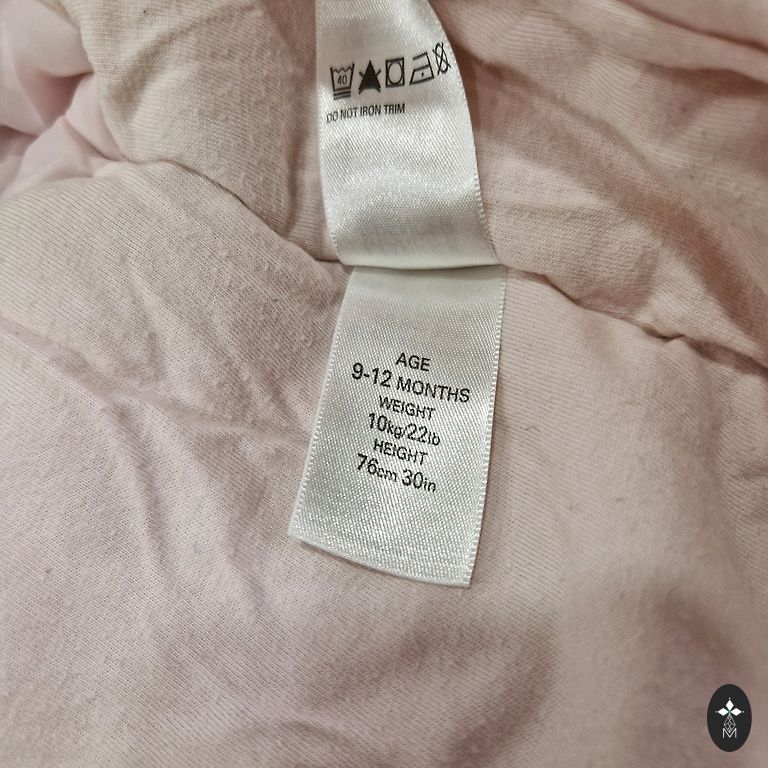 40
DO NOT IRON TRIM
AGE
9-12 MONTHS
WEIGHT
10kg/22lb
HEIGHT
76cm 30in
M